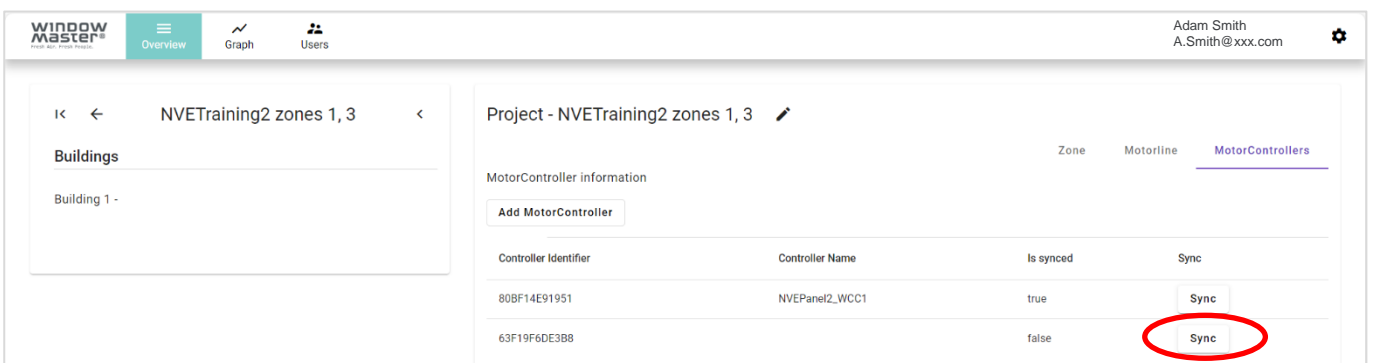 WINDOW
Master®
Fresh Air. Fresh People.
Overview
Graph
Users
Adam Smith
A.Smith@xxx.com
NVETraining2 zones 1, 3
Buildings
Building 1 -
Project - NVETraining2 zones 1, 3
Zone Motorline MotorControllers
MotorController information
Add MotorController
Controller Identifier Controller Name Is synced Sync
80BF14E91951 NVEPanel2_WCC1 true Sync
63F19F6DE3B8 false Sync